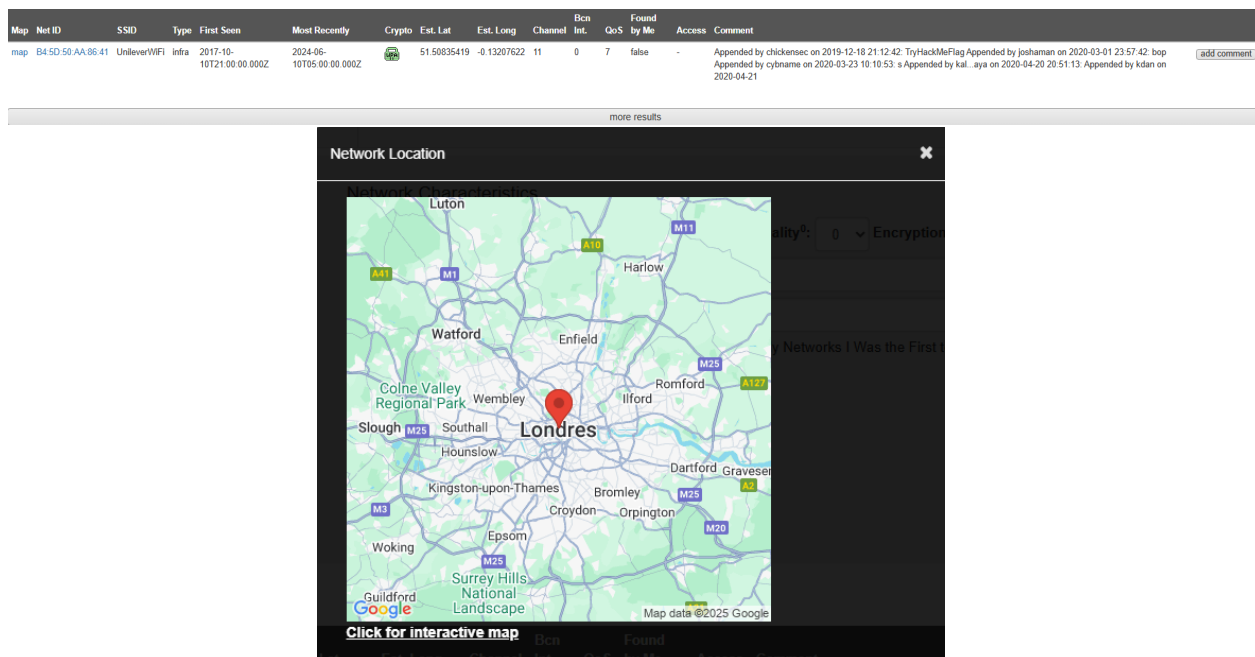 Map Net ID SSID Type First Seen Most Recently Crypto Est. Lat Est. Long Channel Bcn Int. QoS Found by Me Access Comment
map B4:5D:50:AA:86:41 UnileverWiFi infra 2017-10-10T21:00:00.000Z 2024-06-10T05:00:00.000Z 51.50835419 -0.13207622 11 0 7 false - Appended by chickensec on 2019-12-18 21:12:42: TryHackMeFlag Appended by joshaman on 2020-03-01 23:57:42: bop
Appended by cybname on 2020-03-23 10:10:53: s Appended by kal...aya on 2020-04-20 20:51:13: Appended by kdan on
2020-04-21
add comment
more results
Network Location ×
Network Characteristics
Luton
M11
ality⁰: 0 Encryption
A10
Harlow
A41 M1
Watford Enfield
y Networks I Was the First t
M25
Colne Valley
Regional Park
Romford A127
Wembley Ilford
Slough M25 Southall Londres
Hounslow
Dartford Gravesen
Kingston-upon-Thames
A2
Bromley M25
M3 Croydon Orpington
M20
Epsom
Woking
M25
Surrey Hills
National
Landscape
Guildford
Google Map data ©2025 Google
Click for interactive map
Bcn Found